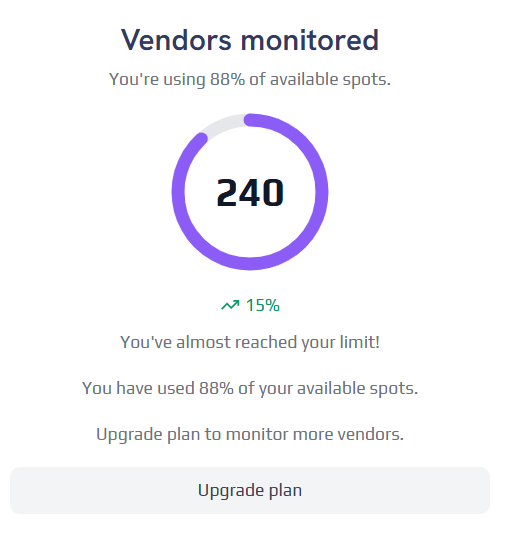 Vendors monitored
You're using 88% of available spots.
240
15%
You've almost reached your limit!
You have used 88% of your available spots.
Upgrade plan to monitor more vendors.
Upgrade plan